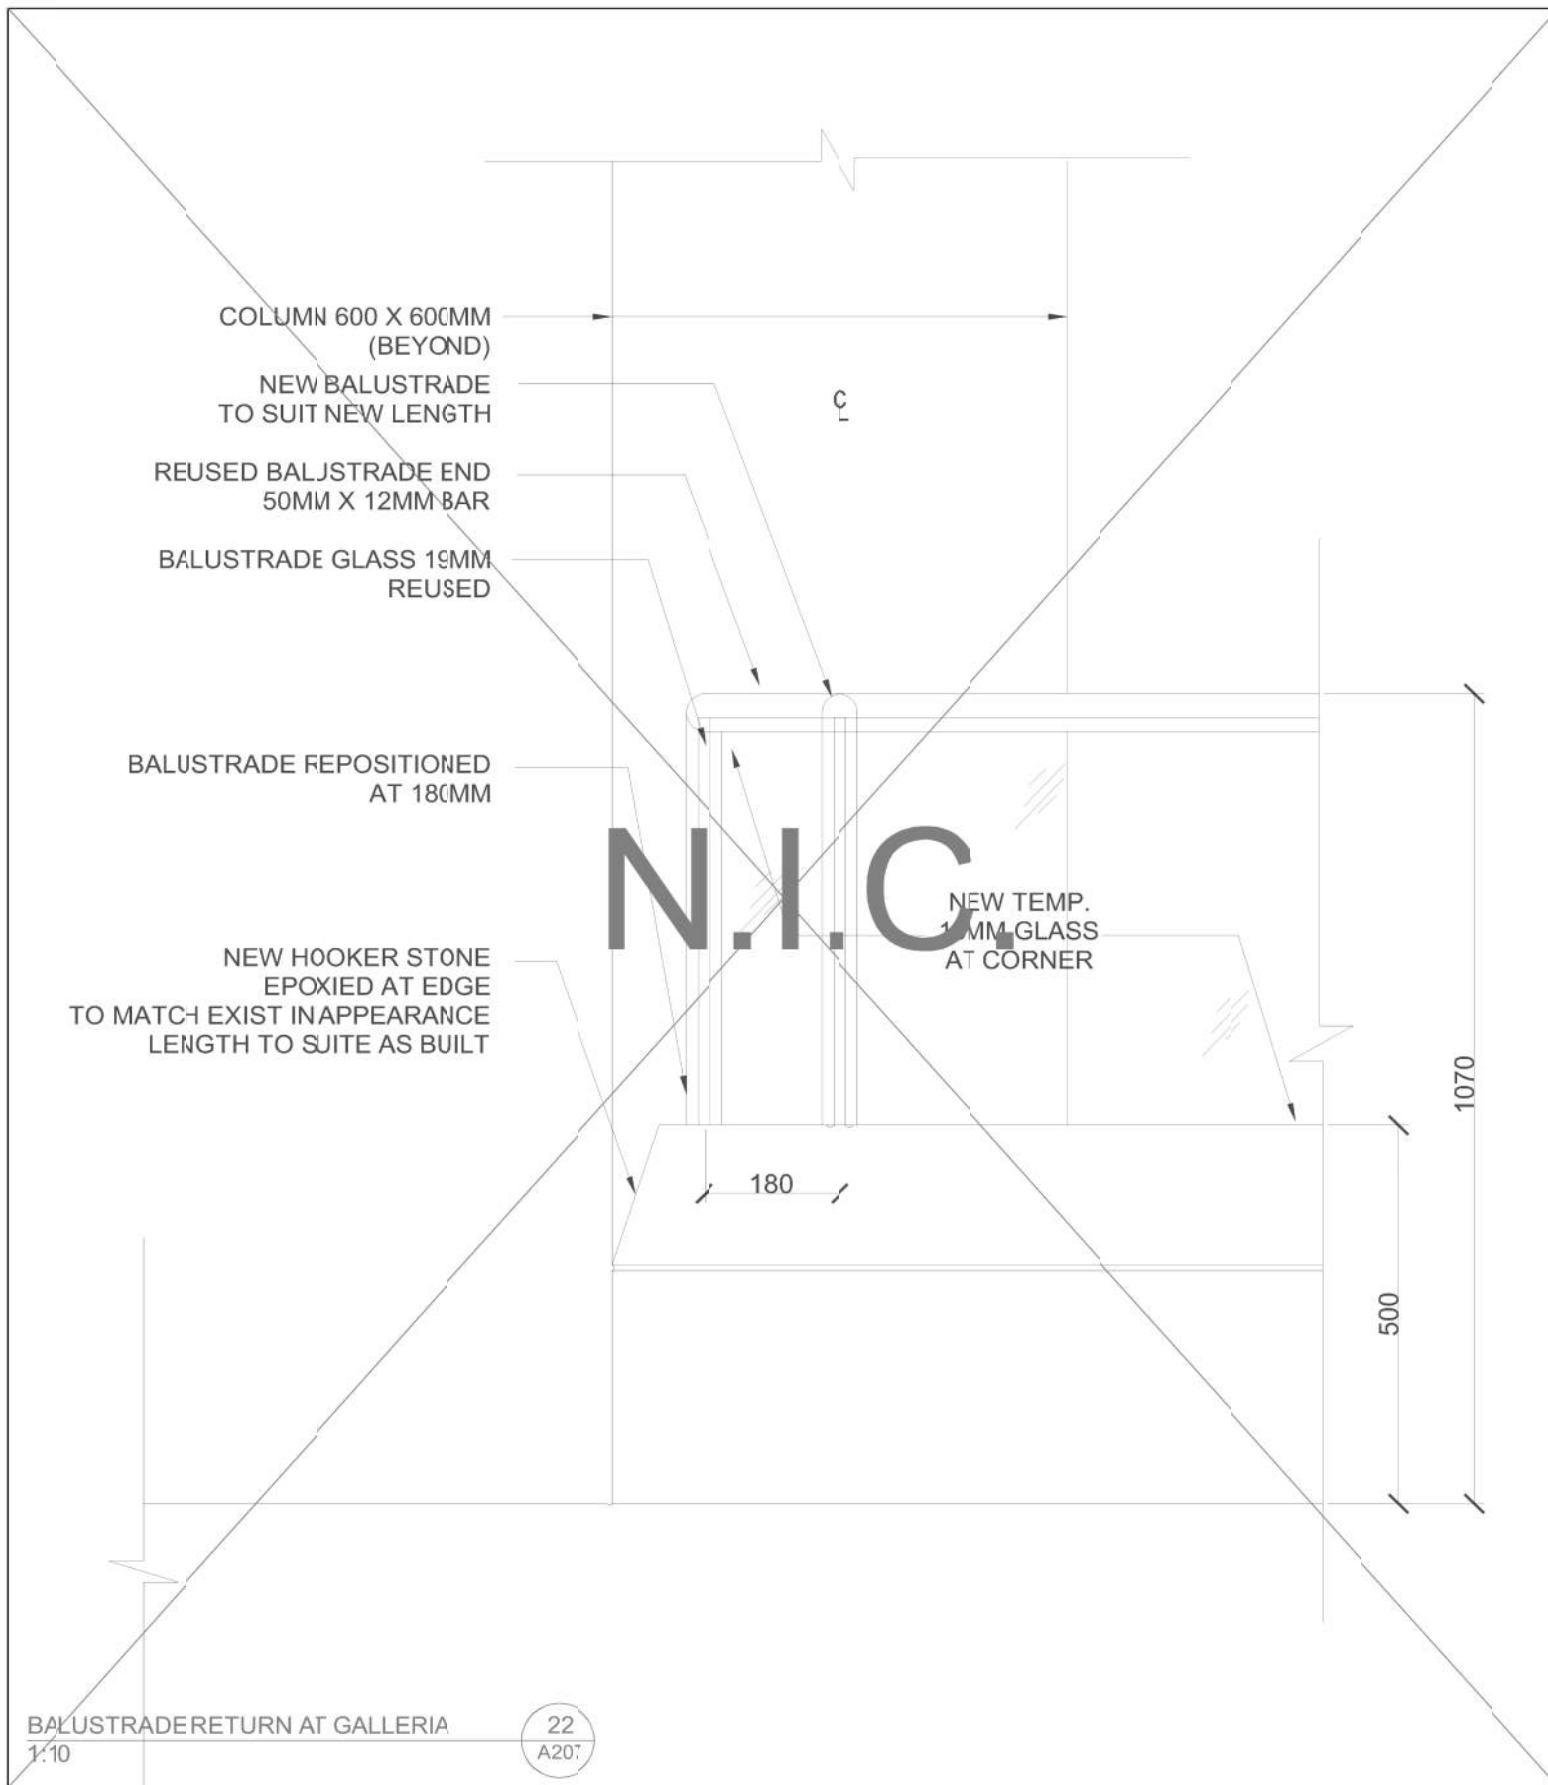 COLUMN 600 X 600MM
(BEYOND)
NEW BALUSTRADE
TO SUIT NEW LENGTH
REUSED BALUSTRADE END
50MM X 12MM BAR
BALUSTRADE GLASS 19MM
REUSED
BALUSTRADE REPOSITIONED
AT 180MM
NEW HOOKER STONE
EPOXIED AT EDGE
TO MATCH EXIST IN APPEARANCE
LENGTH TO SUITE AS BUILT
CL
N.I.C.
NEW TEMP.
GLASS
AT CORNER
180
1070
500
BALUSTRADE RETURN AT GALLERIA
1:10
22
A207